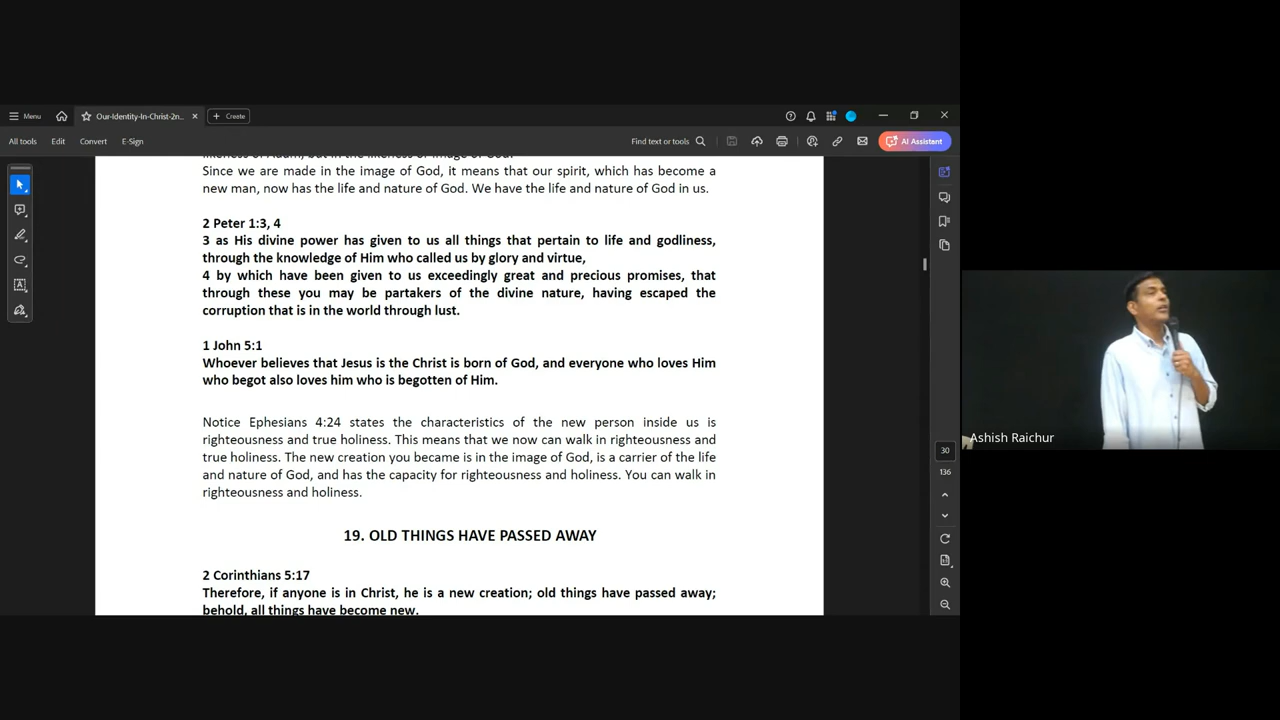 Menu
Our-Identity-In-Christ-2n...
Create
All tools Edit Convert E-Sign
Find text or tools
AI Assistant
likeness of Adam, but in the likeness or image of God.
Since we are made in the image of God, it means that our spirit, which has become a
new man, now has the life and nature of God. We have the life and nature of God in us.
2 Peter 1:3, 4
3 as His divine power has given to us all things that pertain to life and godliness,
through the knowledge of Him who called us by glory and virtue,
4 by which have been given to us exceedingly great and precious promises, that
through these you may be partakers of the divine nature, having escaped the
corruption that is in the world through lust.
1 John 5:1
Whoever believes that Jesus is the Christ is born of God, and everyone who loves Him
who begot also loves him who is begotten of Him.
Notice Ephesians 4:24 states the characteristics of the new person inside us is
righteousness and true holiness. This means that we now can walk in righteousness and
true holiness. The new creation you became is in the image of God, is a carrier of the life
and nature of God, and has the capacity for righteousness and holiness. You can walk in
righteousness and holiness.
19. OLD THINGS HAVE PASSED AWAY
2 Corinthians 5:17
Therefore, if anyone is in Christ, he is a new creation; old things have passed away;
behold, all things have become new.
30
136
Ashish Raichur